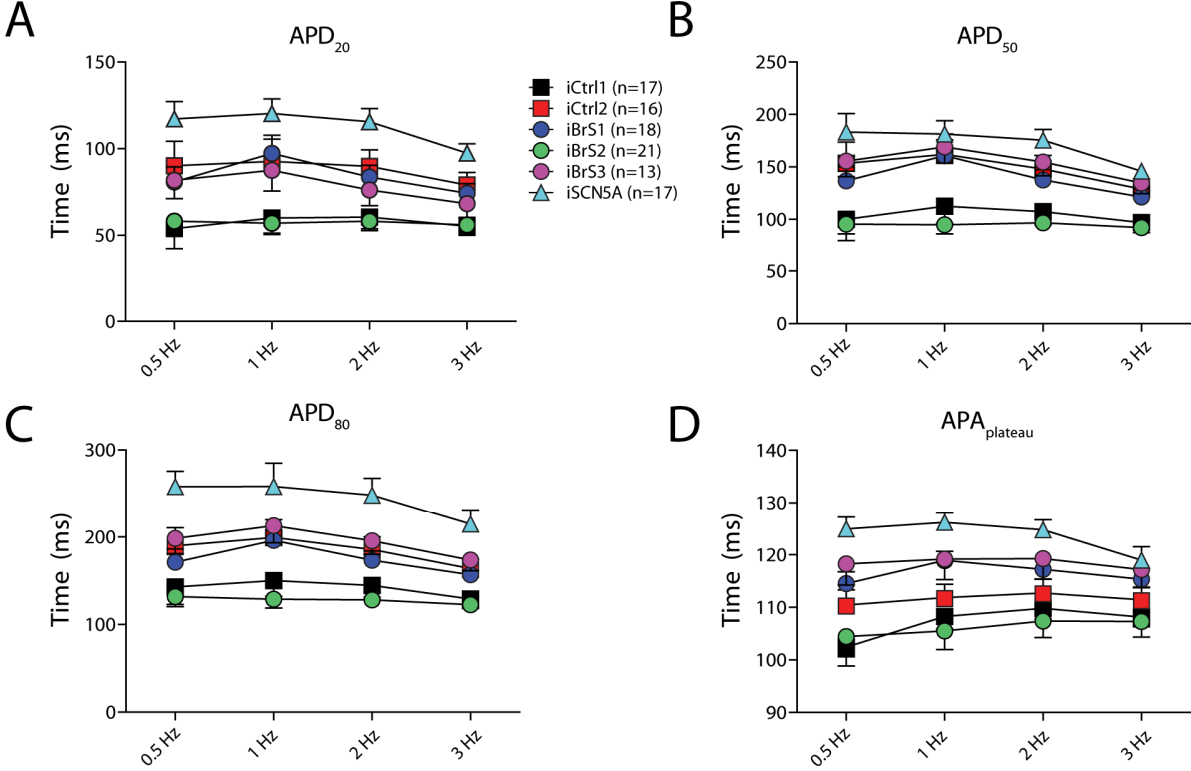 A
APD20
Time (ms)
150
100
50
0
0.5 Hz
1 Hz
2 Hz
3 Hz
iCtrl1 (n=17)
iCtrl2 (n=16)
iBrS1 (n=18)
iBrS2 (n=21)
iBrS3 (n=13)
iSCN5A (n=17)
B
APD50
Time (ms)
250
200
150
100
50
0
0.5 Hz
1 Hz
2 Hz
3 Hz
C
APD80
Time (ms)
300
200
100
0
0.5 Hz
1 Hz
2 Hz
3 Hz
D
APAplateau
Time (ms)
140
130
120
110
100
90
0.5 Hz
1 Hz
2 Hz
3 Hz